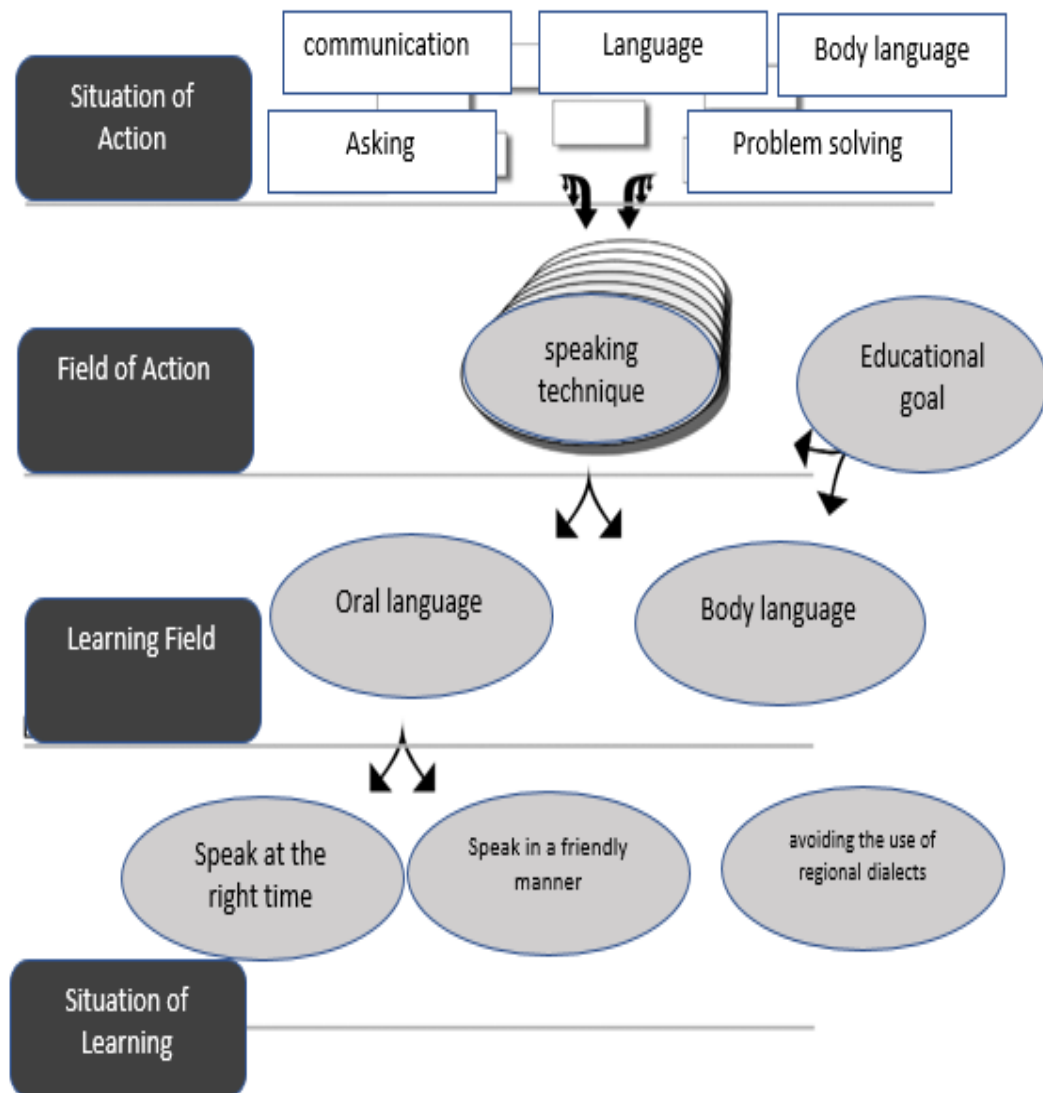 communication
Language
Body language
Situation of
Action
Asking
Problem solving
Field of Action
speaking
technique
Educational
goal
Learning Field
Oral language
Body language
Speak at the
right time
Speak in a friendly
manner
avoiding the use of
regional dialects
Situation of
Learning